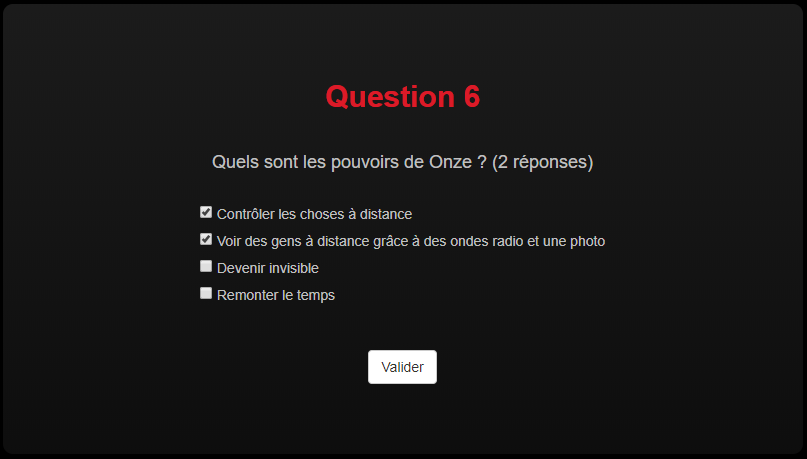 Question 6
Quels sont les pouvoirs de Onze ? (2 réponses)
Contrôler les choses à distance
Voir des gens à distance grâce à des ondes radio et une photo
Devenir invisible
Remonter le temps
Valider